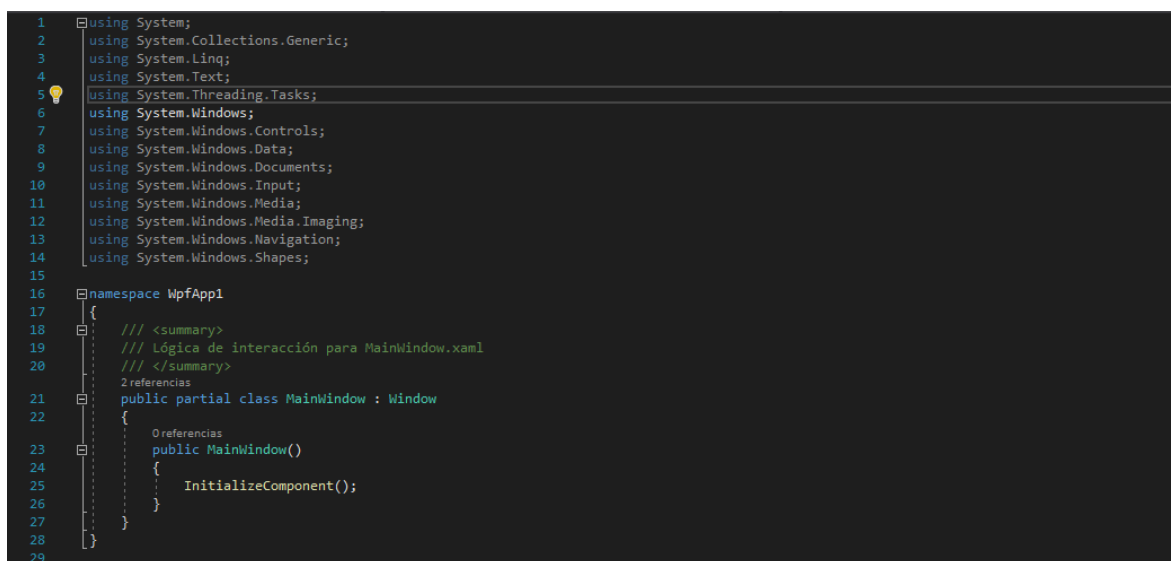 1 using System;
2 using System.Collections.Generic;
3 using System.Linq;
4 using System.Text;
5 using System.Threading.Tasks;
6 using System.Windows;
7 using System.Windows.Controls;
8 using System.Windows.Data;
9 using System.Windows.Documents;
10 using System.Windows.Input;
11 using System.Windows.Media;
12 using System.Windows.Media.Imaging;
13 using System.Windows.Navigation;
14 using System.Windows.Shapes;
15
16 namespace WpfApp1
17 {
18 /// <summary>
19 /// Lógica de interacción para MainWindow.xaml
20 /// </summary>
2 referencias
21 public partial class MainWindow : Window
22 {
0 referencias
23 public MainWindow()
24 {
25 InitializeComponent();
26 }
27 }
28 }
29